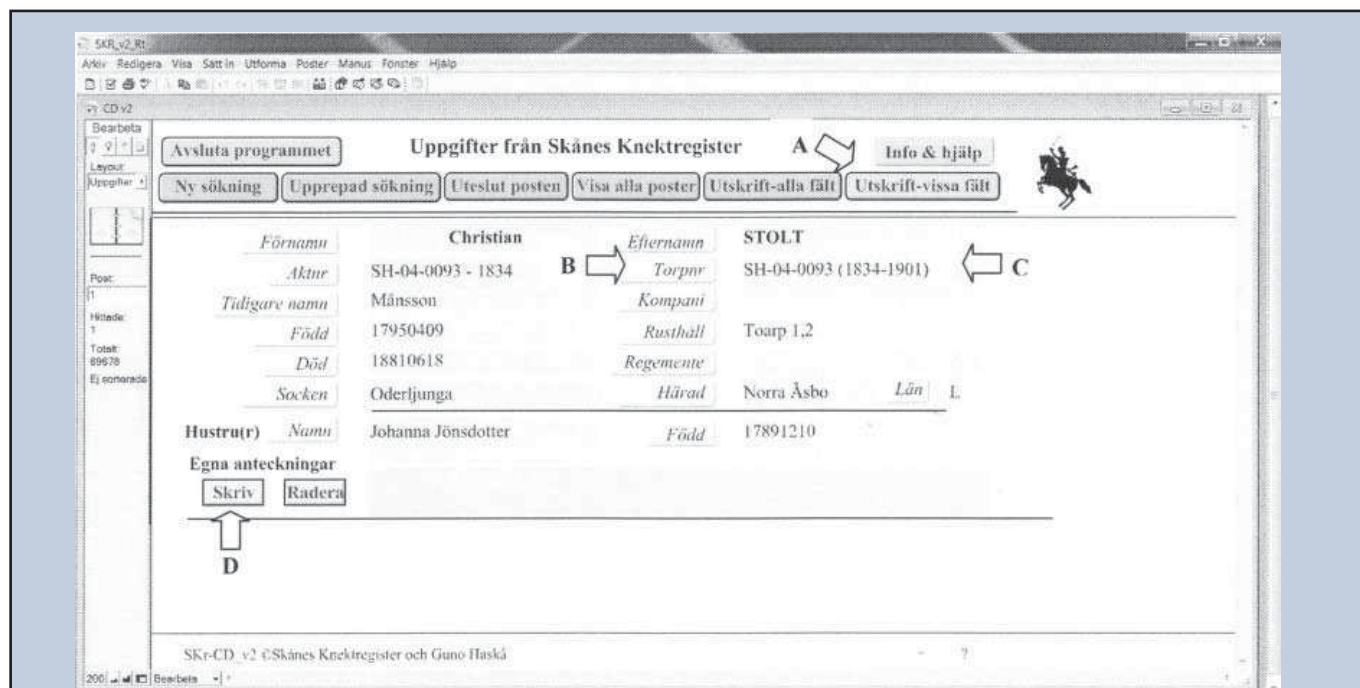 SKR_v2_Rt
Arkiv Redigera Visa Sätt in Utforma Poster Manus Fönster Hjälp
CD v2
Bearbeta
Layout:
Uppgifter
Post:
1
Hittade:
1
Totalt:
69678
Ej sorterade
Avsluta programmet Uppgifter från Skånes Knektregister A Info & hjälp
Ny sökning Upprepad sökning Uteslut posten Visa alla poster Utskrift-alla fält Utskrift-vissa fält
Förnamn Christian Efternamn STOLT
Aktnr SH-04-0093 - 1834 B Torpnr SH-04-0093 (1834-1901) C
Tidigare namn Månsson Kompani
Född 17950409 Rusthåll Toarp 1,2
Död 18810618 Regemente
Socken Oderljunga Härad Norra Åsbo Län L
Hustru(r) Namn Johanna Jönsdotter Född 17891210
Egna anteckningar
Skriv Radera
D
SKr-CD_v2 ©Skånes Knektregister och Guno Haskå ?
200 Bearbeta